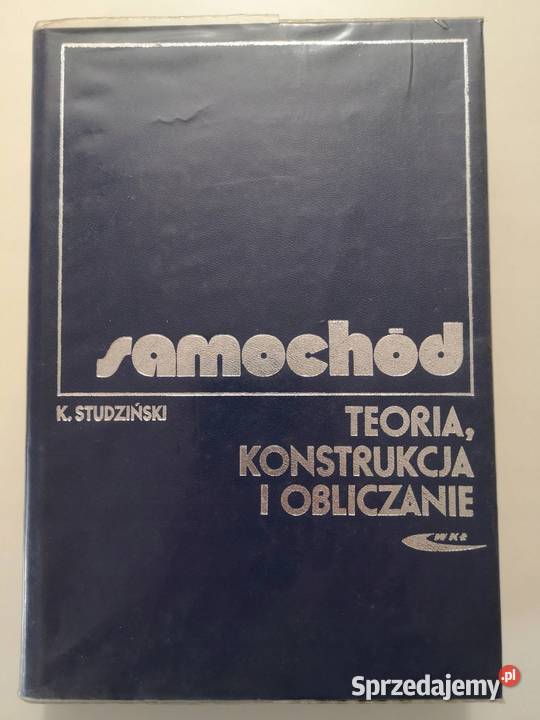 samochód
K. STUDZIŃSKI
TEORIA,
KONSTRUKCJA
I OBLICZANIE
WKŁ
Sprzedajemy.pl